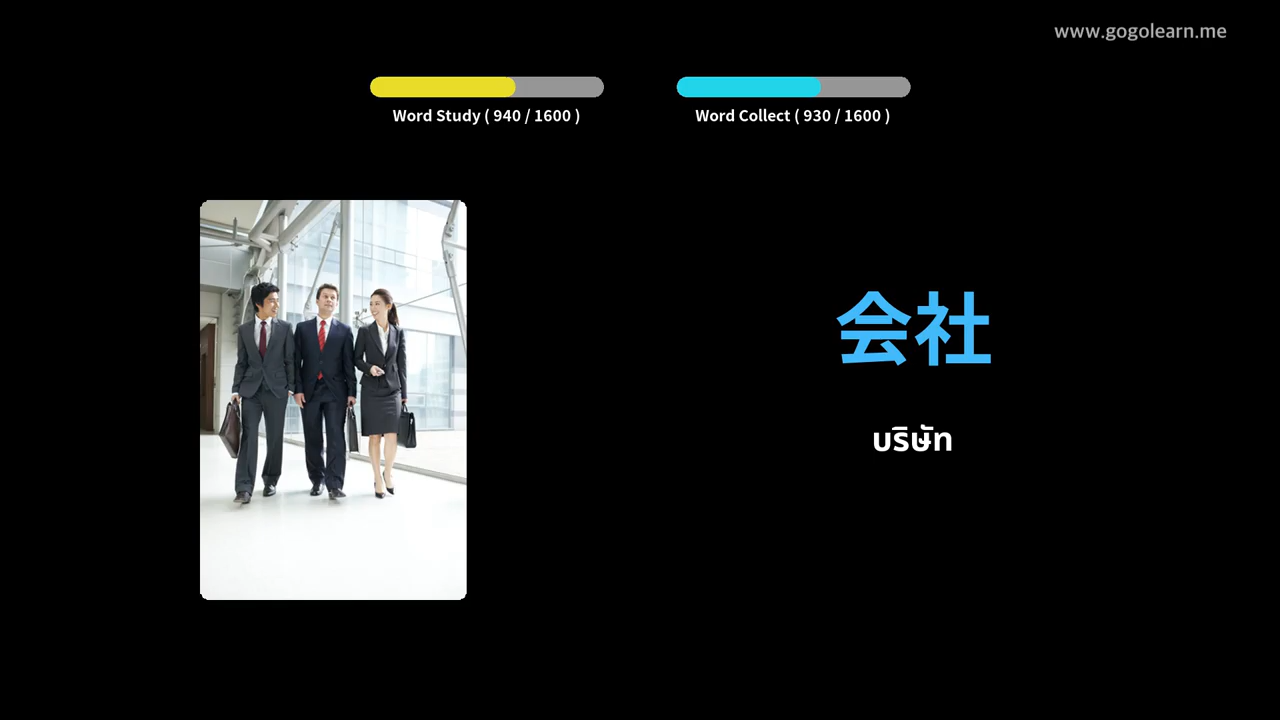 www.gogolearn.me
Word Study ( 940 / 1600 )
Word Collect ( 930 / 1600 )
会社
บริษัท